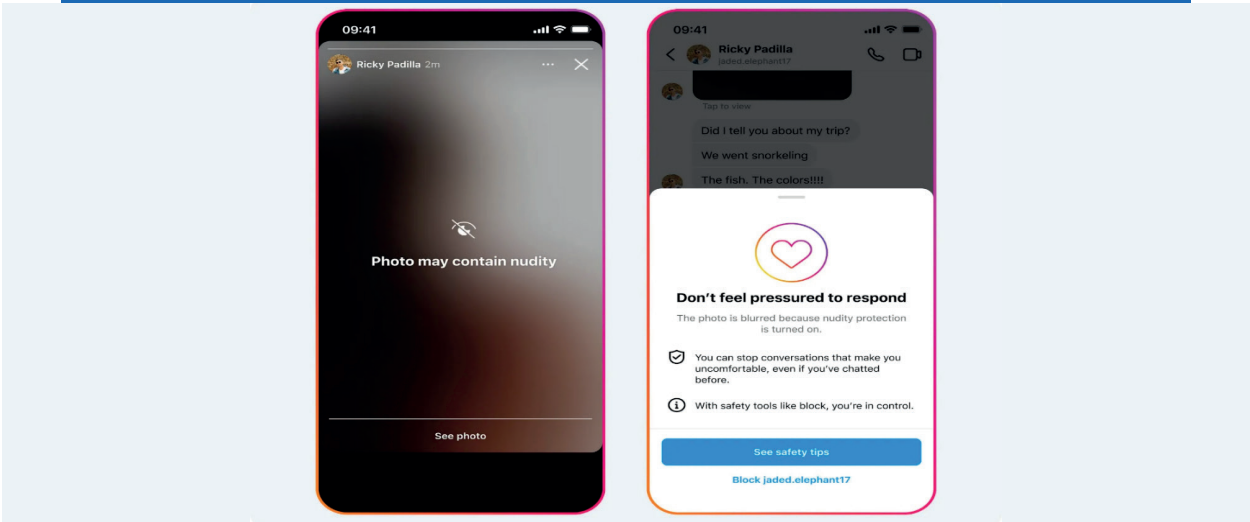 09:41
Ricky Padilla 2m
Photo may contain nudity
See photo
09:41
Ricky Padilla
jaded.elephant17
Tap to view
Did I tell you about my trip?
We went snorkeling
The fish. The colors!!!!
Don't feel pressured to respond
The photo is blurred because nudity protection
is turned on.
You can stop conversations that make you
uncomfortable, even if you've chatted
before.
With safety tools like block, you're in control.
See safety tips
Block jaded.elephant17